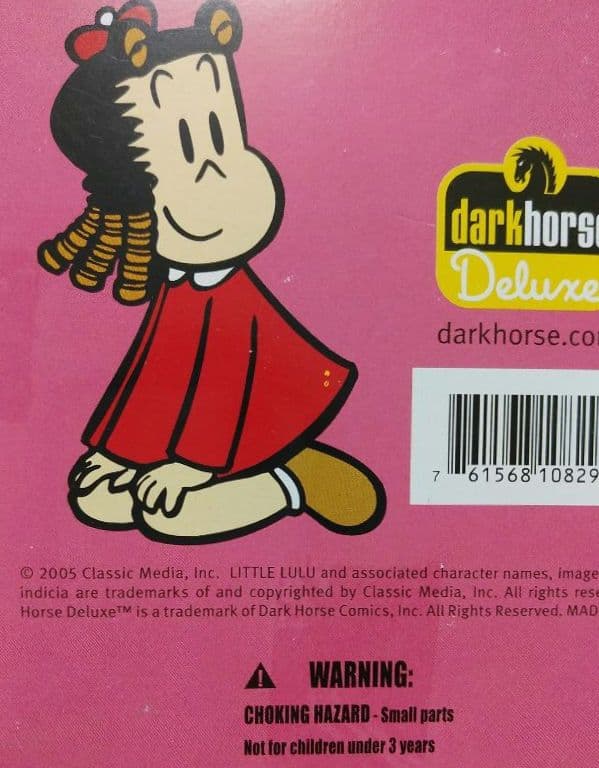 darkhorse
Deluxe
darkhorse.co
7 61568 10829
© 2005 Classic Media, Inc. LITTLE LULU and associated character names, image
indicia are trademarks of and copyrighted by Classic Media, Inc. All rights rese
Horse Deluxe™ is a trademark of Dark Horse Comics, Inc. All Rights Reserved. MAD
WARNING:
CHOKING HAZARD - Small parts
Not for children under 3 years